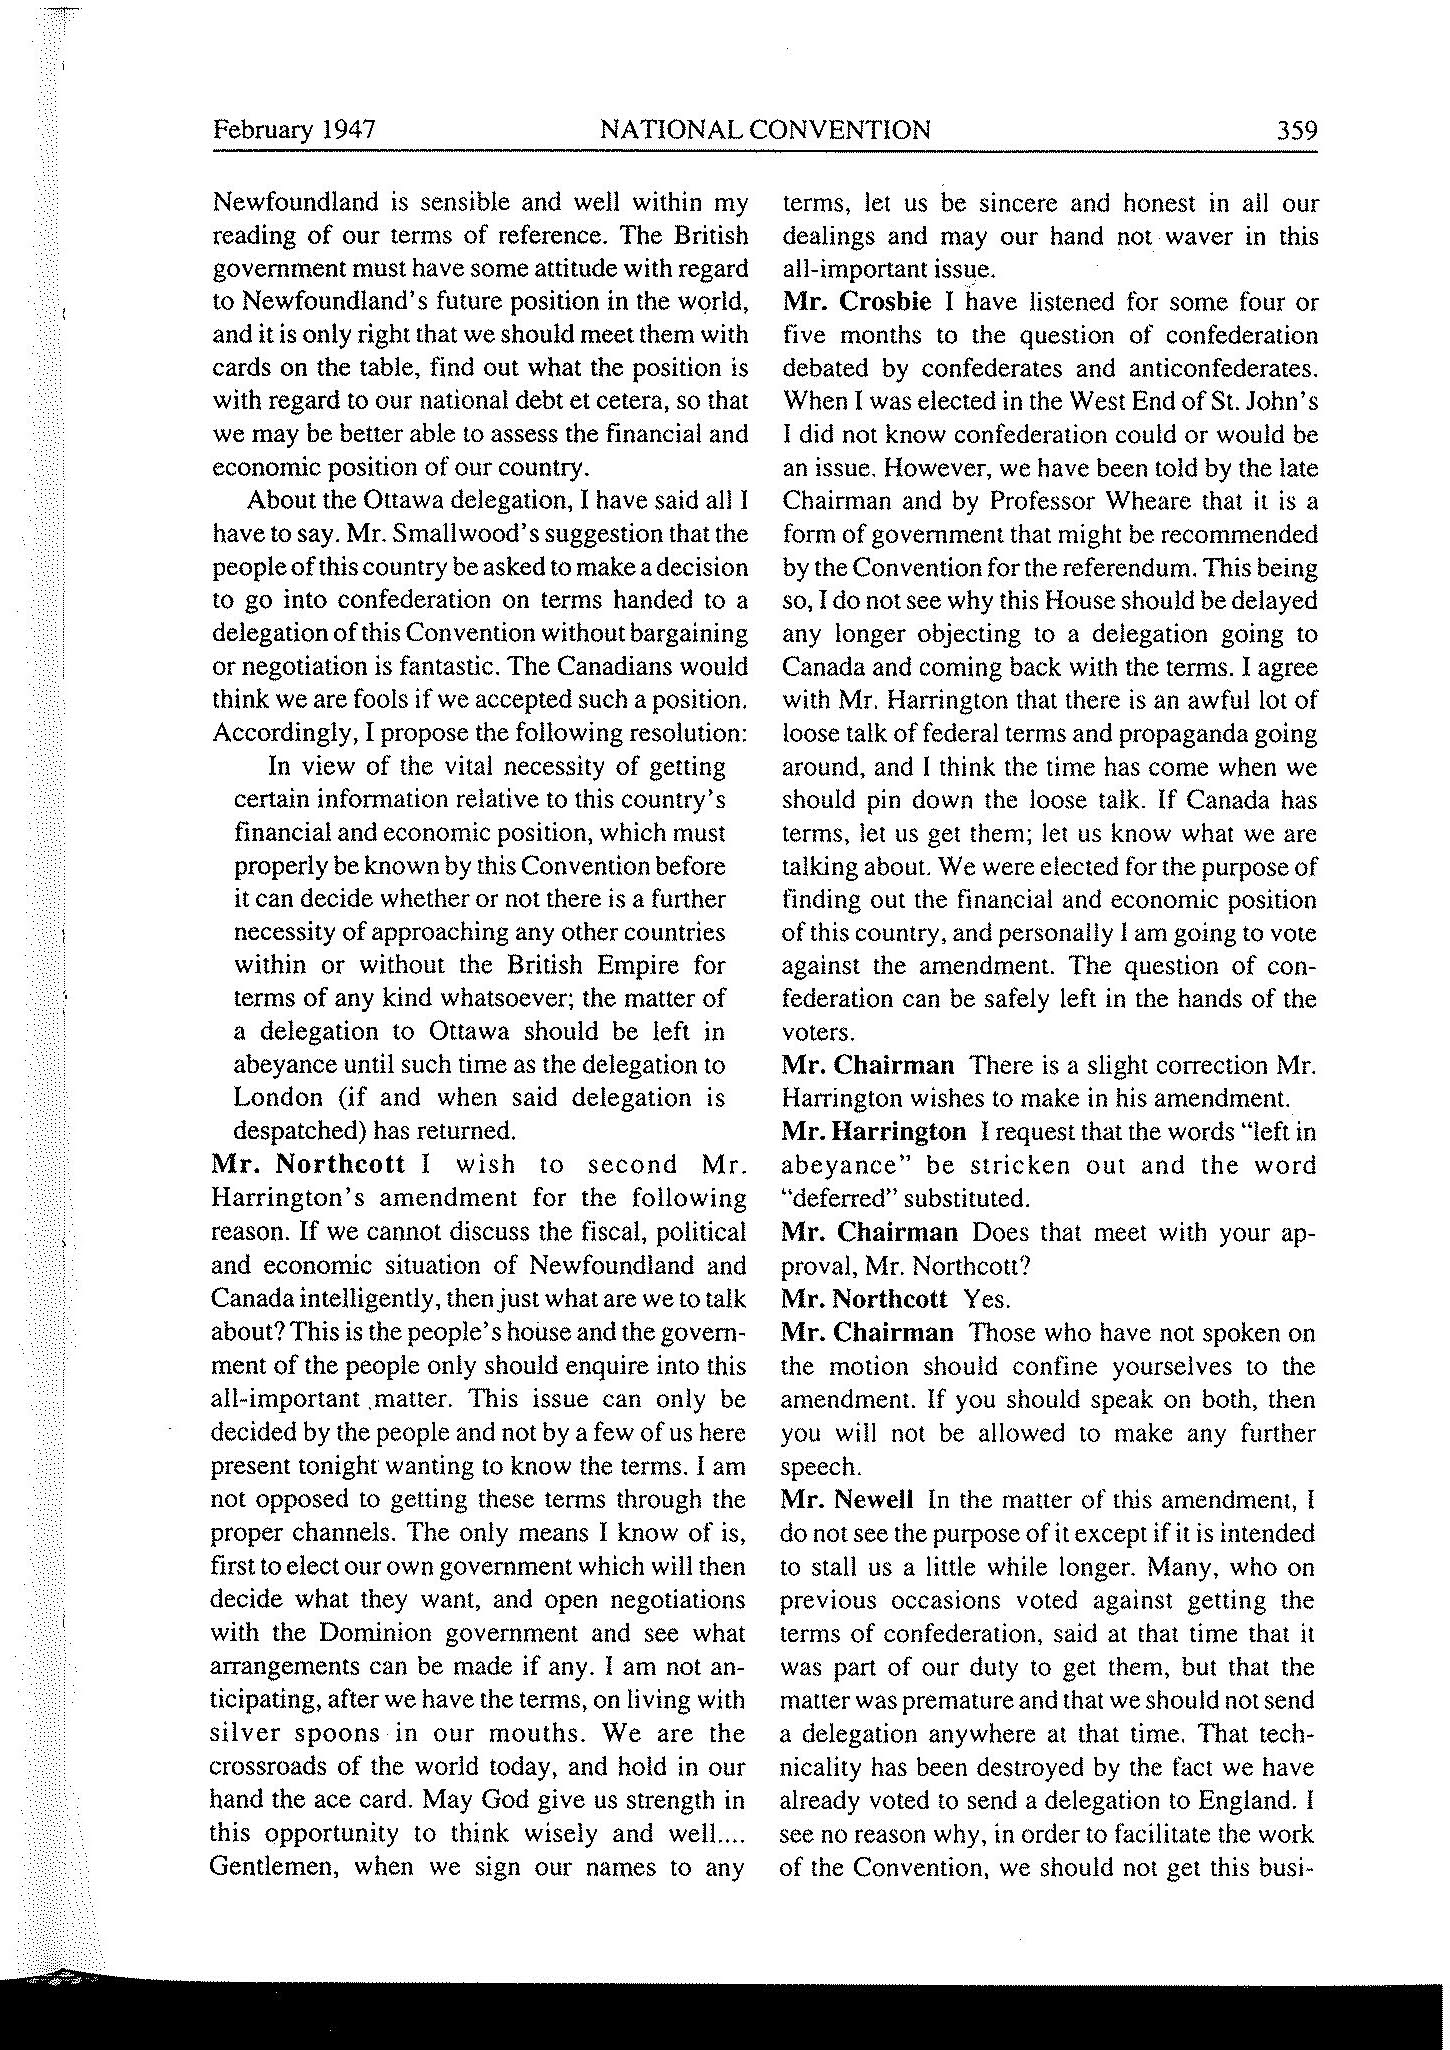 February 1947 NATIONAL CONVENTION 359
Newfoundland is sensible and well within my
reading of our terms of reference. The British
government must have some attitude with regard
to Newfoundland's future position in the world,
and it is only right that we should meet them with
cards on the table, find out what the position is
with regard to our national debt et cetera, so that
we may be better able to assess the financial and
economic position of our country.
About the Ottawa delegation, I have said all I
have to say. Mr. Smallwood's suggestion that the
people of this country be asked to make a decision
to go into confederation on terms handed to a
delegation of this Convention without bargaining
or negotiation is fantastic. The Canadians would
think we are fools if we accepted such a position.
Accordingly, I propose the following resolution:
In view of the vital necessity of getting
certain information relative to this country's
financial and economic position, which must
properly be known by this Convention before
it can decide whether or not there is a further
necessity of approaching any other countries
within or without the British Empire for
terms of any kind whatsoever; the matter of
a delegation to Ottawa should be left in
abeyance until such time as the delegation to
London (if and when said delegation is
despatched) has returned.
Mr. Northcott I wish to second Mr.
Harrington's amendment for the following
reason. If we cannot discuss the fiscal, political
and economic situation of Newfoundland and
Canada intelligently, then just what are we to talk
about? This is the people's house and the govern-
ment of the people only should enquire into this
all-important matter. This issue can only be
decided by the people and not by a few of us here
present tonight wanting to know the terms. I am
not opposed to getting these terms through the
proper channels. The only means I know of is,
first to elect our own government which will then
decide what they want, and open negotiations
with the Dominion government and see what
arrangements can be made if any. I am not an-
ticipating, after we have the terms, on living with
silver spoons in our mouths. We are the
crossroads of the world today, and hold in our
hand the ace card. May God give us strength in
this opportunity to think wisely and well....
Gentlemen, when we sign our names to any
terms, let us be sincere and honest in all our
dealings and may our hand not waver in this
all-important issue.
Mr. Crosbie I have listened for some four or
five months to the question of confederation
debated by confederates and anticonfederates.
When I was elected in the West End of St. John's
I did not know confederation could or would be
an issue. However, we have been told by the late
Chairman and by Professor Wheare that it is a
form of government that might be recommended
by the Convention for the referendum. This being
so, I do not see why this House should be delayed
any longer objecting to a delegation going to
Canada and coming back with the terms. I agree
with Mr. Harrington that there is an awful lot of
loose talk of federal terms and propaganda going
around, and I think the time has come when we
should pin down the loose talk. If Canada has
terms, let us get them; let us know what we are
talking about. We were elected for the purpose of
finding out the financial and economic position
of this country, and personally I am going to vote
against the amendment. The question of con-
federation can be safely left in the hands of the
voters.
Mr. Chairman There is a slight correction Mr.
Harrington wishes to make in his amendment.
Mr. Harrington I request that the words "left in
abeyance" be stricken out and the word
"deferred" substituted.
Mr. Chairman Does that meet with your ap-
proval, Mr. Northcott?
Mr. Northcott Yes.
Mr. Chairman Those who have not spoken on
the motion should confine yourselves to the
amendment. If you should speak on both, then
you will not be allowed to make any further
speech.
Mr. Newell In the matter of this amendment, I
do not see the purpose of it except if it is intended
to stall us a little while longer. Many, who on
previous occasions voted against getting the
terms of confederation, said at that time that it
was part of our duty to get them, but that the
matter was premature and that we should not send
a delegation anywhere at that time. That tech-
nicality has been destroyed by the fact we have
already voted to send a delegation to England. I
see no reason why, in order to facilitate the work
of the Convention, we should not get this busi-